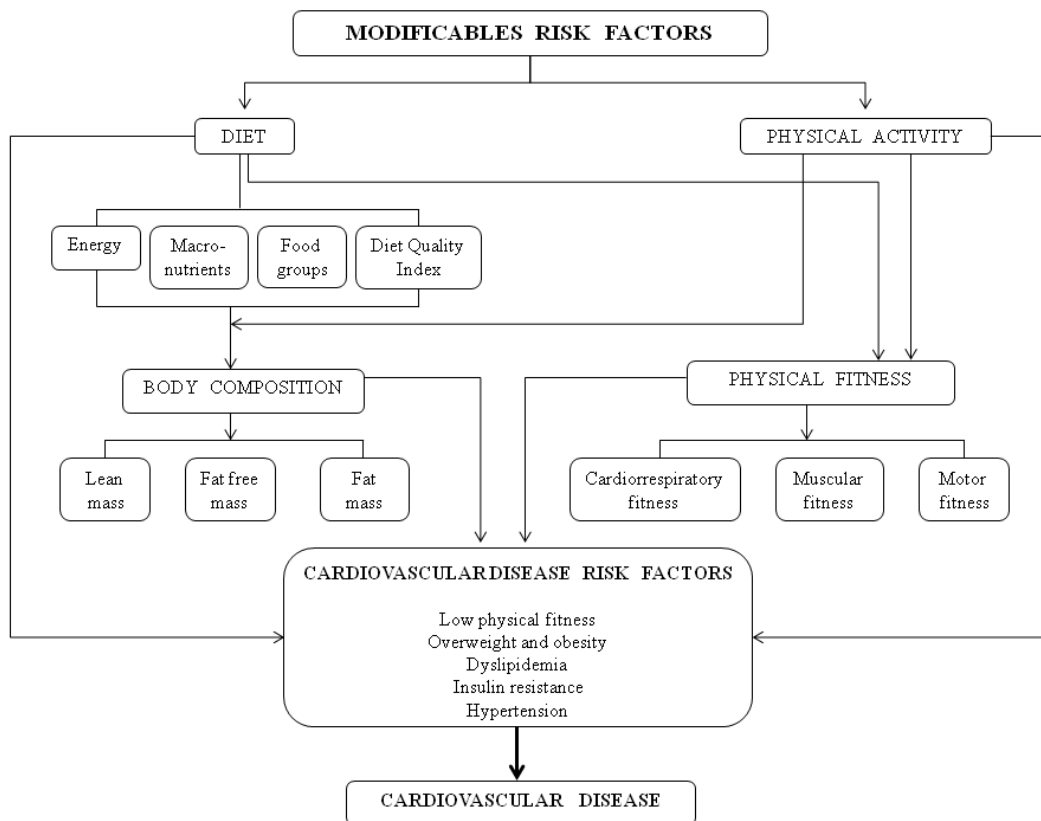 MODIFICABLES RISK FACTORS
DIET
PHYSICAL ACTIVITY
Energy
Macro-
nutrients
Food
groups
Diet Quality
Index
BODY COMPOSITION
PHYSICAL FITNESS
Lean
mass
Fat free
mass
Fat
mass
Cardiorrespiratory
fitness
Muscular
fitness
Motor
fitness
CARDIOVASCULAR DISEASE RISK FACTORS
Low physical fitness
Overweight and obesity
Dyslipidemia
Insulin resistance
Hypertension
CARDIOVASCULAR DISEASE